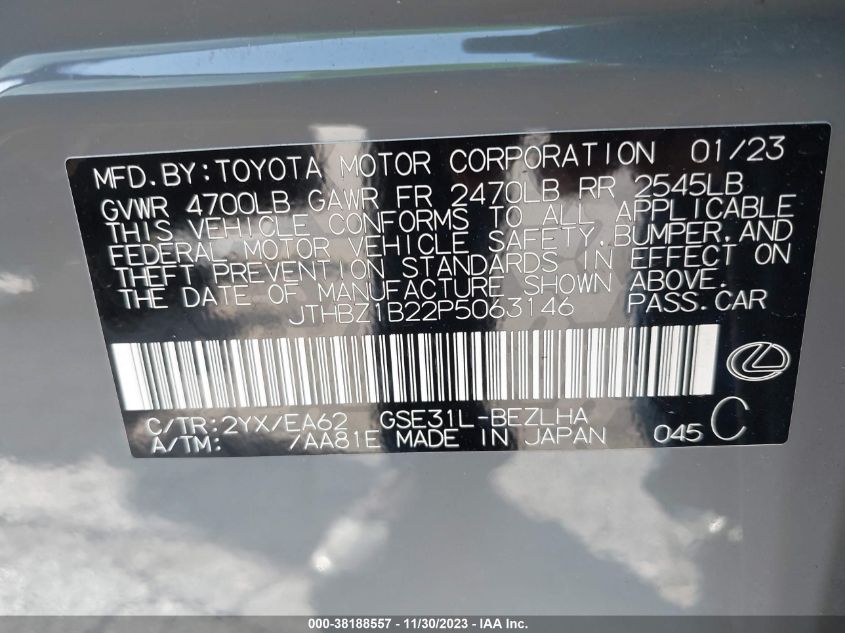 MFD.BY:TOYOTA MOTOR CORPORATION 01/23
GVWR 4700LB GAWR FR 2470LB RR 2545LB
THIS VEHICLE CONFORMS TO ALL APPLICABLE
FEDERAL MOTOR VEHICLE SAFETY,BUMPER,AND
THEFT PREVENTION STANDARDS IN EFFECT ON
THE DATE OF MANUFACTURE SHOWN ABOVE.
JTHBZ1B22P5063146 PASS.CAR
C/TR:2YX/EA62 GSE31L-BEZLHA
A/TM: /AA81E MADE IN JAPAN 045 C
000-38188557 - 11/30/2023 - IAA Inc.